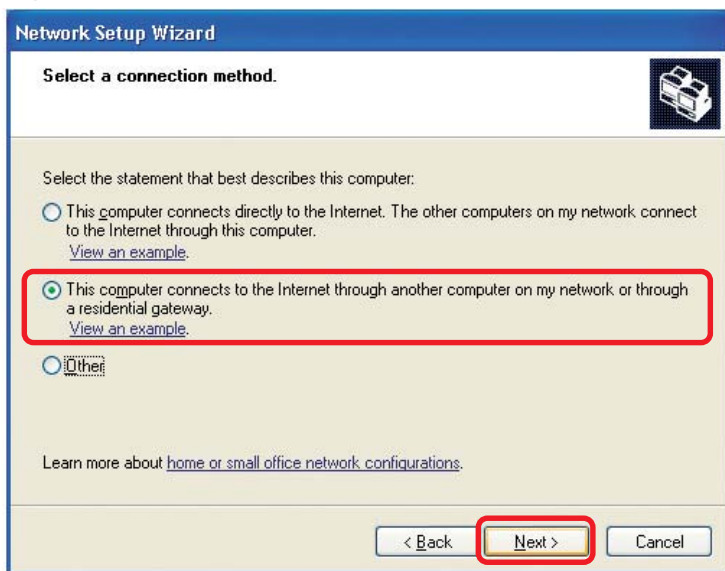 Network Setup Wizard
Select a connection method.
Select the statement that best describes this computer:
This computer connects directly to the Internet. The other computers on my network connect
to the Internet through this computer.
View an example.
This computer connects to the Internet through another computer on my network or through
a residential gateway.
View an example.
Other
Learn more about home or small office network configurations.
< Back Next > Cancel